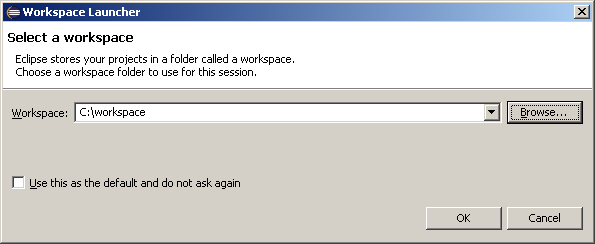 Workspace Launcher
Select a workspace
Eclipse stores your projects in a folder called a workspace.
Choose a workspace folder to use for this session.
Workspace: C:\workspace Browse...
Use this as the default and do not ask again
OK Cancel